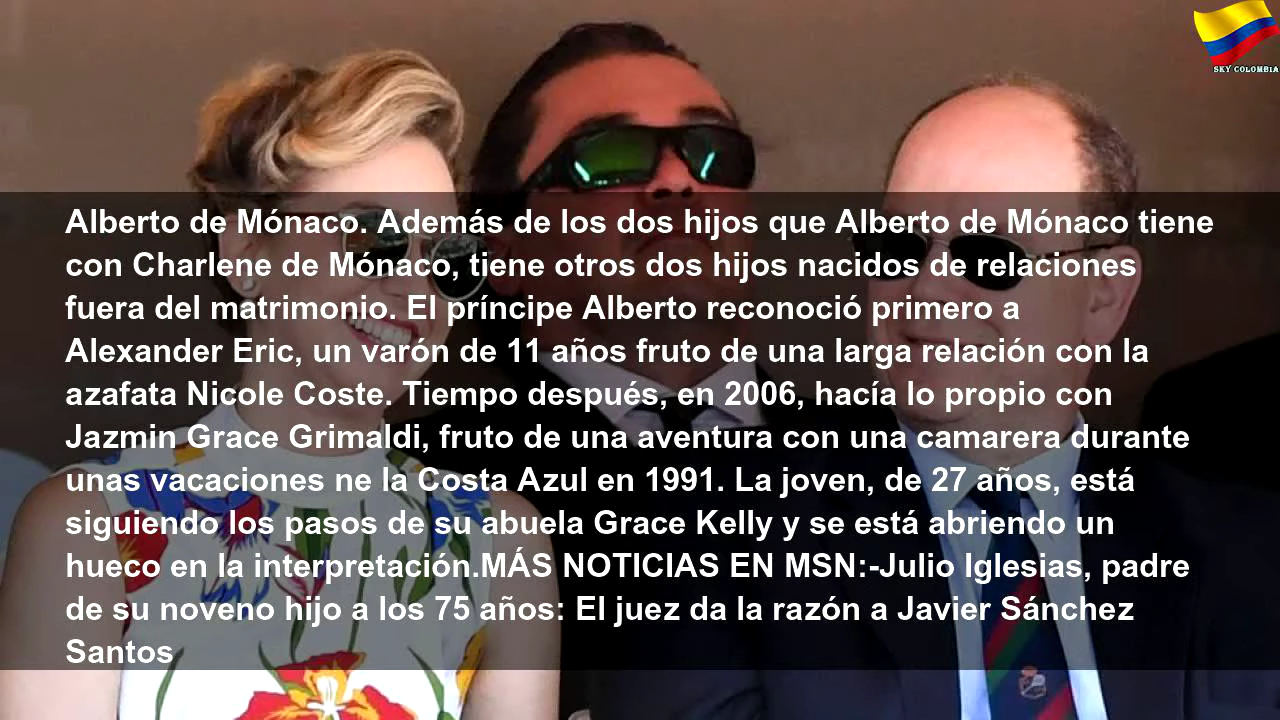 SKY COLOMBIA
Alberto de Mónaco. Además de los dos hijos que Alberto de Mónaco tiene
con Charlene de Mónaco, tiene otros dos hijos nacidos de relaciones
fuera del matrimonio. El príncipe Alberto reconoció primero a
Alexander Eric, un varón de 11 años fruto de una larga relación con la
azafata Nicole Coste. Tiempo después, en 2006, hacía lo propio con
Jazmin Grace Grimaldi, fruto de una aventura con una camarera durante
unas vacaciones ne la Costa Azul en 1991. La joven, de 27 años, está
siguiendo los pasos de su abuela Grace Kelly y se está abriendo un
hueco en la interpretación.MÁS NOTICIAS EN MSN:-Julio Iglesias, padre
de su noveno hijo a los 75 años: El juez da la razón a Javier Sánchez
Santos